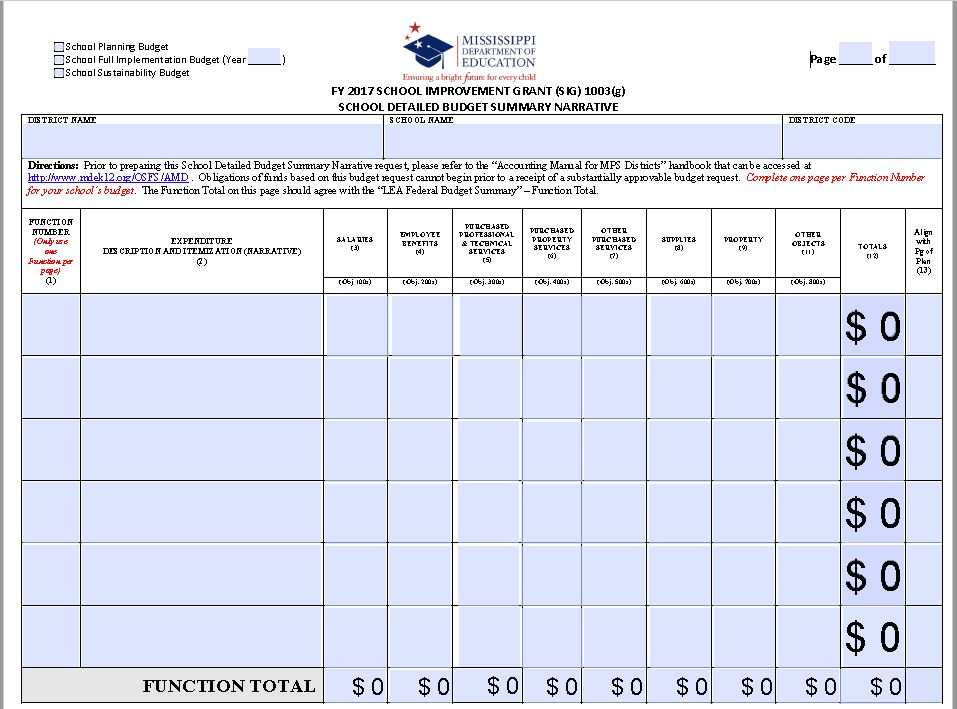 School Planning Budget
School Full Implementation Budget (Year )
School Sustainability Budget
MISSISSIPPI
DEPARTMENT OF
EDUCATION
Ensuring a bright future for every child
Page of
FY 2017 SCHOOL IMPROVEMENT GRANT (SIG) 1003(g)
SCHOOL DETAILED BUDGET SUMMARY NARRATIVE
DISTRICT NAME SCHOOL NAME DISTRICT CODE
Directions: Prior to preparing this School Detailed Budget Summary Narrative request, please refer to the “Accounting Manual for MPS Districts” handbook that can be accessed at
http://www.mdek12.org/OSFS/AMD . Obligations of funds based on this budget request cannot begin prior to a receipt of a substantially approvable budget request. Complete one page per Function Number
for your school’s budget. The Function Total on this page should agree with the “LEA Federal Budget Summary” – Function Total.
FUNCTION
NUMBER
(Only use
one
Function per
page)
(1)
EXPENDITURE
DESCRIPTION AND ITEMIZATION (NARRATIVE)
(2)
SALARIES
(3)
(Obj. 100s)
EMPLOYEE
BENEFITS
(4)
(Obj. 200s)
PURCHASED
PROFESSIONAL
& TECHNICAL
SERVICES
(5)
(Obj. 300s)
PURCHASED
PROPERTY
SERVICES
(6)
(Obj. 400s)
OTHER
PURCHASED
SERVICES
(7)
(Obj. 500s)
SUPPLIES
(8)
(Obj. 600s)
PROPERTY
(9)
(Obj. 700s)
OTHER
OBJECTS
(11)
(Obj. 800s)
TOTALS
(12)
Align
with
Pg of
Plan
(13)
$ 0
$ 0
$ 0
$ 0
$ 0
$ 0
FUNCTION TOTAL $ 0 $ 0 $ 0 $ 0 $ 0 $ 0 $ 0 $ 0 $ 0